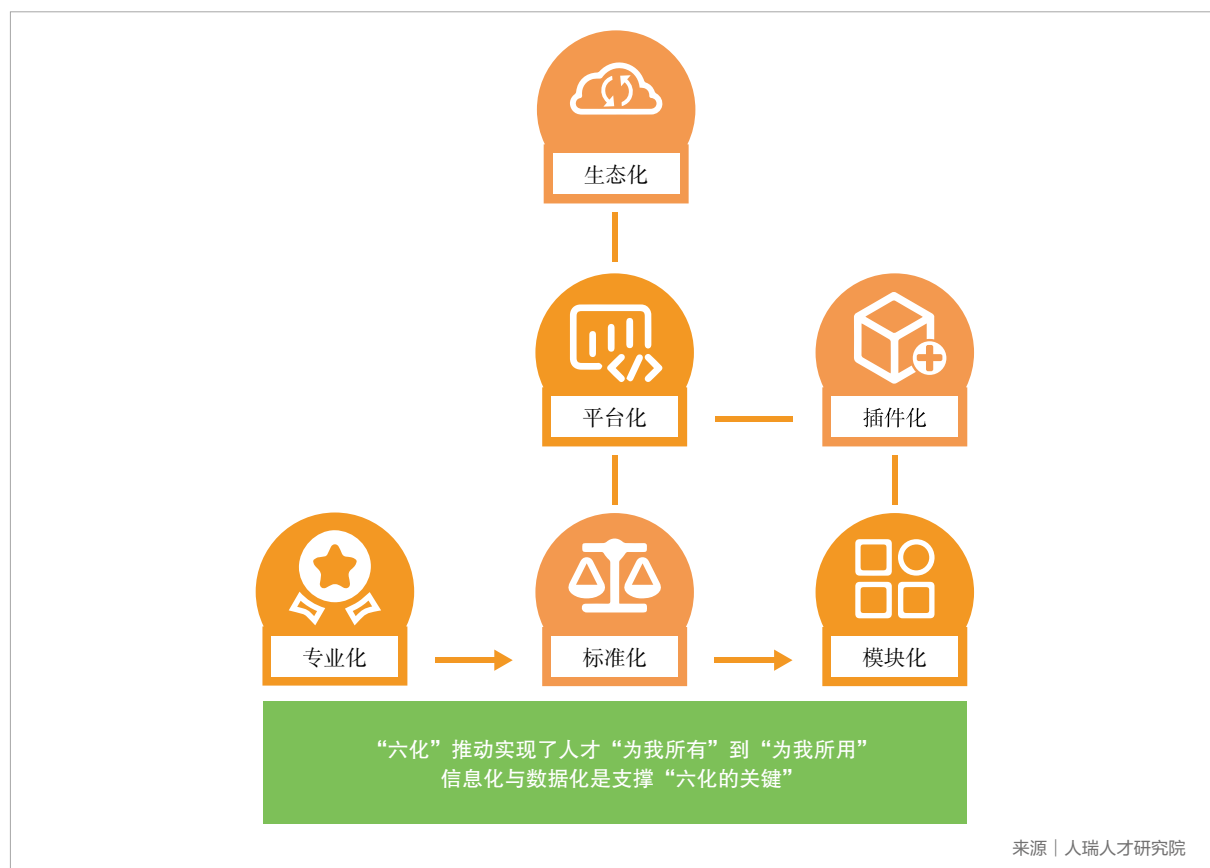 生态化
平台化
插件化
专业化
标准化
模块化
“六化”推动实现了人才“为我所有”到“为我所用”
信息化与数据化是支撑“六化的关键”
来源｜人瑞人才研究院